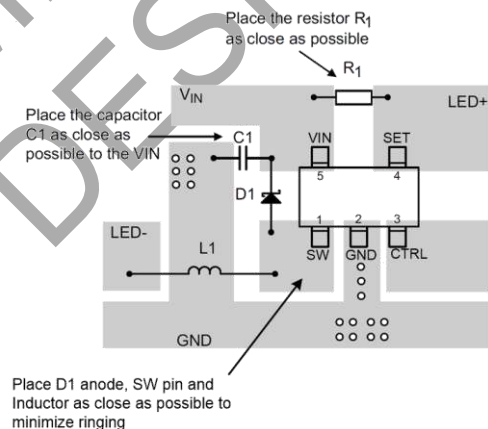 Place the resistor R1
as close as possible
R1
VIN
LED+
Place the capacitor
C1 as close as
possible to the VIN
C1
VIN
SET
5
4
D1
LED-
1
2
3
L1
SW
GND
CTRL
GND
Place D1 anode, SW pin and
Inductor as close as possible to
minimize ringing